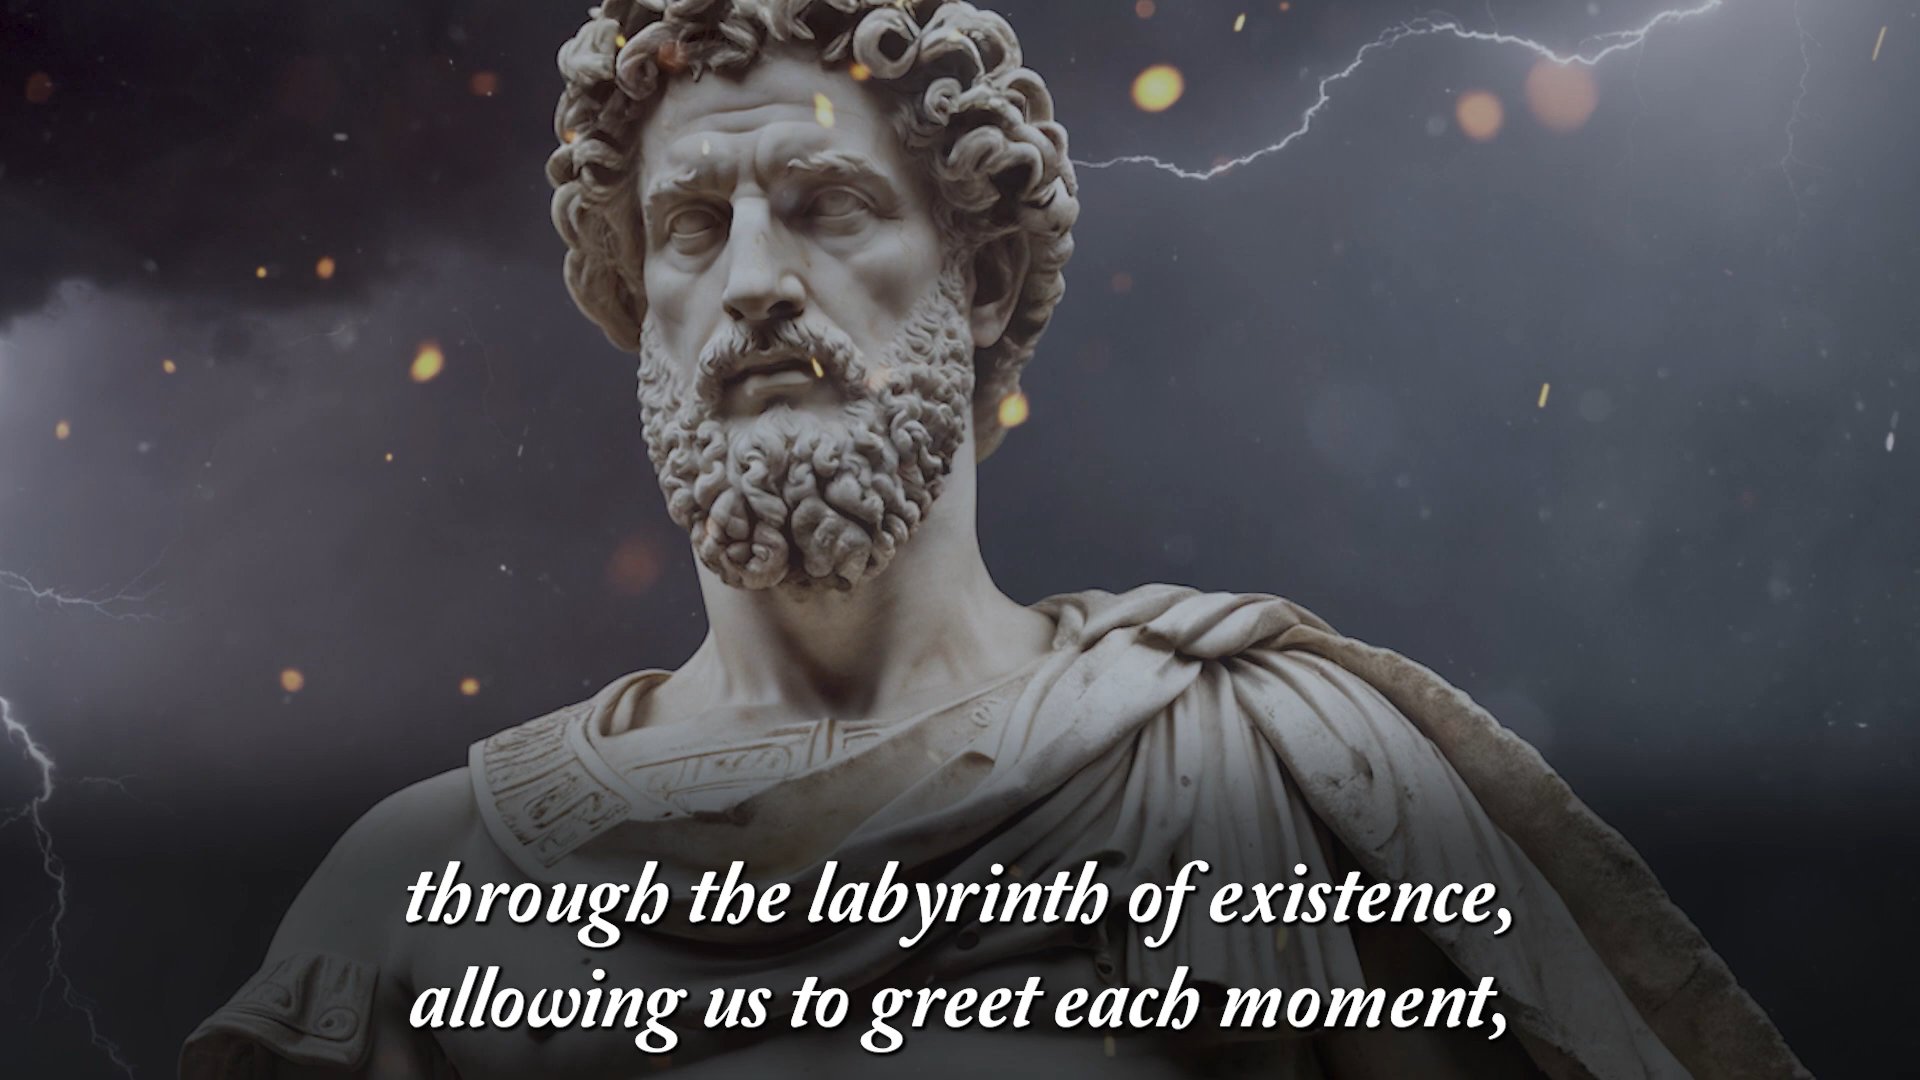 through the labyrinth of existence,
allowing us to greet each moment,